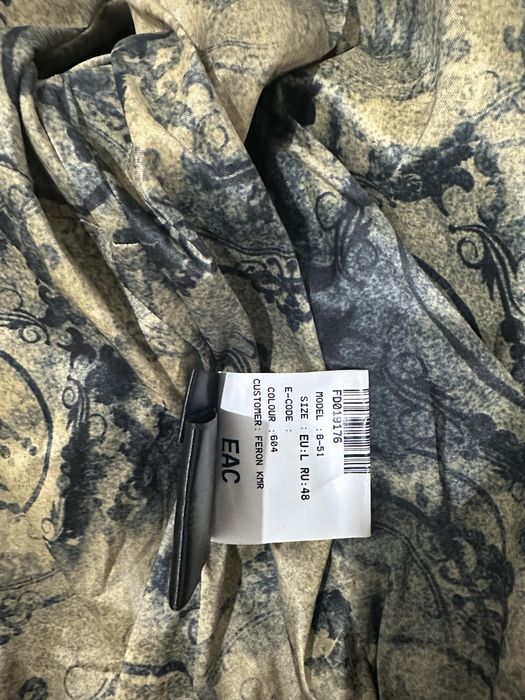 FD019176
MODEL : B-51
SIZE : EU:L RU:48
E-CODE :
COLOUR :604
CUSTOMER: FERON KMR
EAC